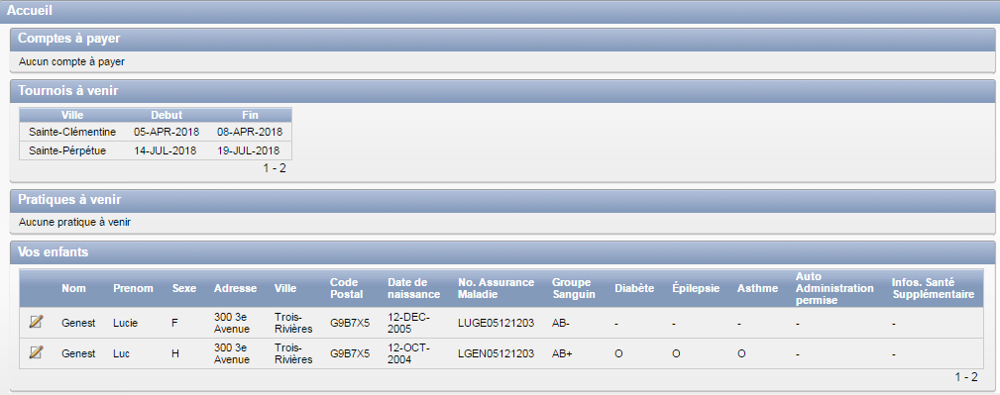 Accueil
Comptes à payer
Aucun compte à payer
Tournois à venir
Ville Debut Fin
Sainte-Clémentine 05-APR-2018 08-APR-2018
Sainte-Pérpétue 14-JUL-2018 19-JUL-2018
1 - 2
Pratiques à venir
Aucune pratique à venir
Vos enfants
Nom Prenom Sexe Adresse Ville Code Postal Date de naissance No. Assurance Maladie Groupe Sanguin Diabète Épilepsie Asthme Auto Administration permise Infos. Santé Supplémentaire
Genest Lucie F 300 3e Avenue Trois-Rivières G9B7X5 12-DEC-2005 LUGE05121203 AB- - - - - -
Genest Luc H 300 3e Avenue Trois-Rivières G9B7X5 12-OCT-2004 LGEN05121203 AB+ O O O - -
1 - 2